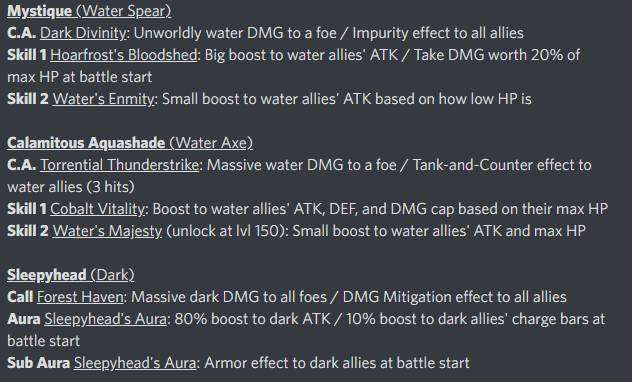 Mystique (Water Spear)
C.A. Dark Divinity: Unworldly water DMG to a foe / Impurity effect to all allies
Skill 1 Hoarfrost's Bloodshed: Big boost to water allies' ATK / Take DMG worth 20% of
max HP at battle start
Skill 2 Water's Enmity: Small boost to water allies' ATK based on how low HP is
Calamitous Aquashade (Water Axe)
C.A. Torrential Thunderstrike: Massive water DMG to a foe / Tank-and-Counter effect to
water allies (3 hits)
Skill 1 Cobalt Vitality: Boost to water allies' ATK, DEF, and DMG cap based on their max HP
Skill 2 Water's Majesty (unlock at lvl 150): Small boost to water allies' ATK and max HP
Sleepyhead (Dark)
Call Forest Haven: Massive dark DMG to all foes / DMG Mitigation effect to all allies
Aura Sleepyhead's Aura: 80% boost to dark ATK / 10% boost to dark allies' charge bars at
battle start
Sub Aura Sleepyhead's Aura: Armor effect to dark allies at battle start